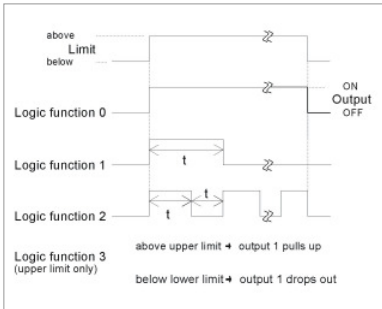 above
Limit
below
ON
Output
OFF
Logic function 0
Logic function 1
t
Logic function 2
t
t
Logic function 3
(upper limit only)
above upper limit → output 1 pulls up
below lower limit → output 1 drops out